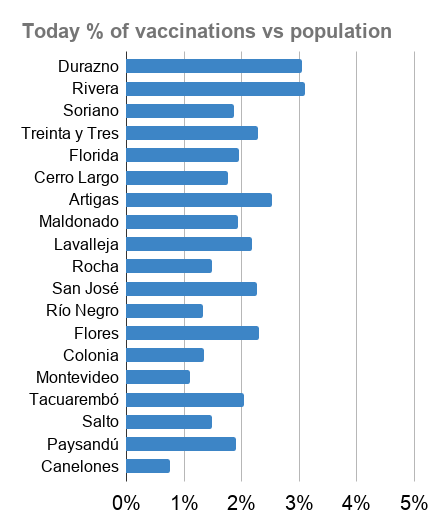 Today % of vaccinations vs population
Durazno
Rivera
Soriano
Treinta y Tres
Florida
Cerro Largo
Artigas
Maldonado
Lavalleja
Rocha
San José
Río Negro
Flores
Colonia
Montevideo
Tacuarembó
Salto
Paysandú
Canelones
0% 1% 2% 3% 4% 5%